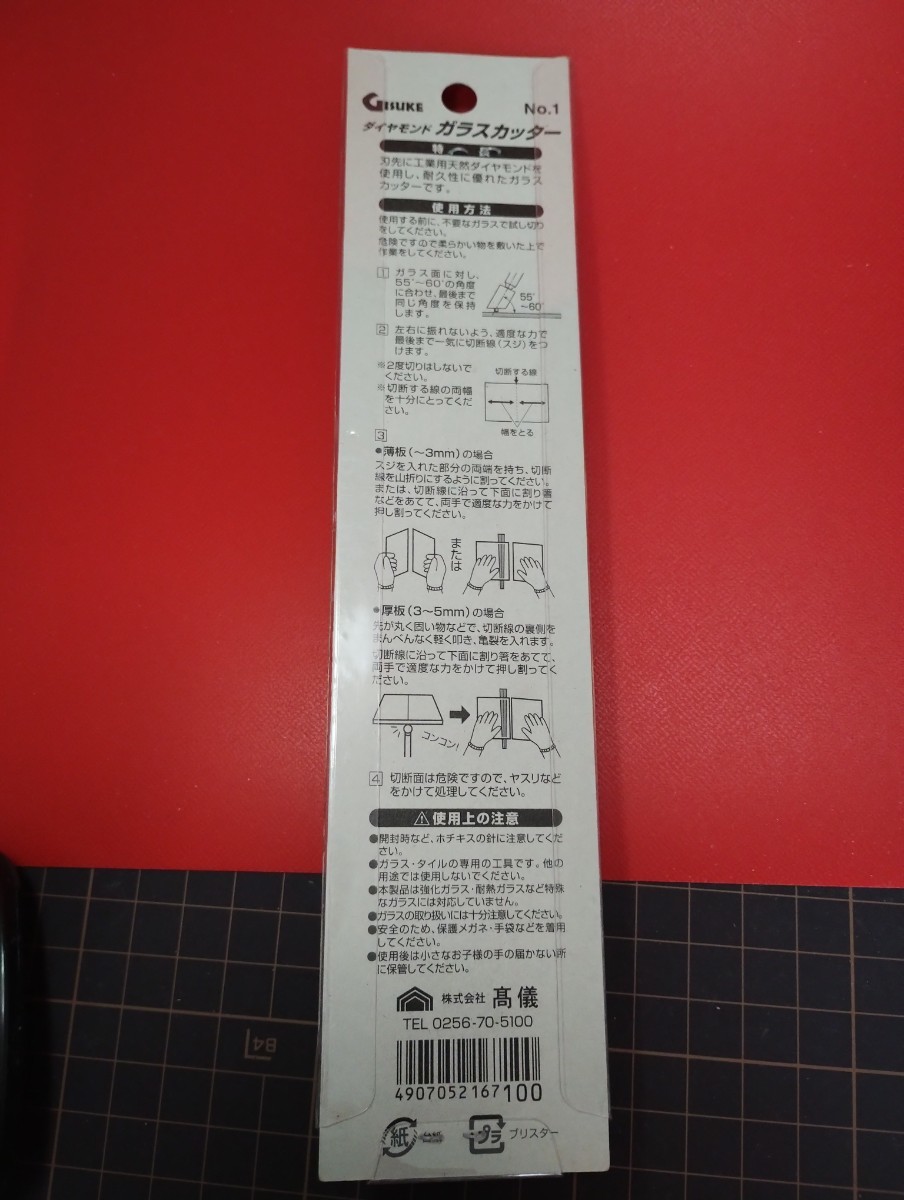 GISUKE
No.1
ダイヤモンド ガラスカッター
特長
刃先に工業用天然ダイヤモンドを
使用し、耐久性に優れたガラス
カッターです。
使用方法
使用する前に、不要なガラスで試し切り
をしてください。
危険ですので柔らかい物を敷いた上で
作業をしてください。
1 ガラス面に対し、
55°～60°の角度
に合わせ、最後まで
同じ角度を保持
します。
55°
～60°
2 左右に振れないよう、適度な力で
最後まで一気に切断線(スジ)をつ
けます。
※2度切りはしないで
ください。
※切断する線の両幅
を十分にとってくだ
さい。
切断する線
幅をとる
3
●薄板(～3mm)の場合
スジを入れた部分の両端を持ち、切断
線を山折りにするように割ってください。
または、切断線に沿って下面に割り箸
などをあてて、両手で適度な力をかけて
押し割ってください。
または
●厚板(3～5mm)の場合
先が丸く固い物などで、切断線の裏側を
まんべんなく軽く叩き、亀裂を入れます。
切断線に沿って下面に割り箸をあてて、
両手で適度な力をかけて押し割ってく
ださい。
コンコン!
4 切断面は危険ですので、ヤスリなど
をかけて処理してください。
⚠使用上の注意
●開封時など、ホチキスの針に注意してくだ
さい。
●ガラス・タイルの専用の工具です。他の
用途では使用しないでください。
●本製品は強化ガラス・耐熱ガラスなど特殊
なガラスには対応していません。
●ガラスの取り扱いには十分注意してください。
●安全のため、保護メガネ・手袋などを着用
してください。
●使用後は小さなお子様の手の届かない所
に保管してください。
株式会社 髙儀
TEL 0256-70-5100
4907052167100
紙
プラ
ブリスター
B4